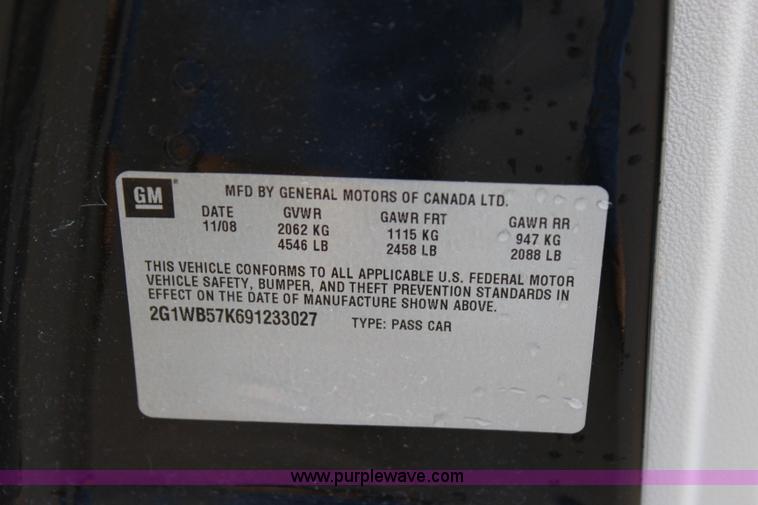 GM
MFD BY GENERAL MOTORS OF CANADA LTD.
DATE GVWR GAWR FRT GAWR RR
11/08 2062 KG 1115 KG 947 KG
4546 LB 2458 LB 2088 LB
THIS VEHICLE CONFORMS TO ALL APPLICABLE U.S. FEDERAL MOTOR
VEHICLE SAFETY, BUMPER, AND THEFT PREVENTION STANDARDS IN
EFFECT ON THE DATE OF MANUFACTURE SHOWN ABOVE.
2G1WB57K691233027 TYPE: PASS CAR
www.purplewave.com